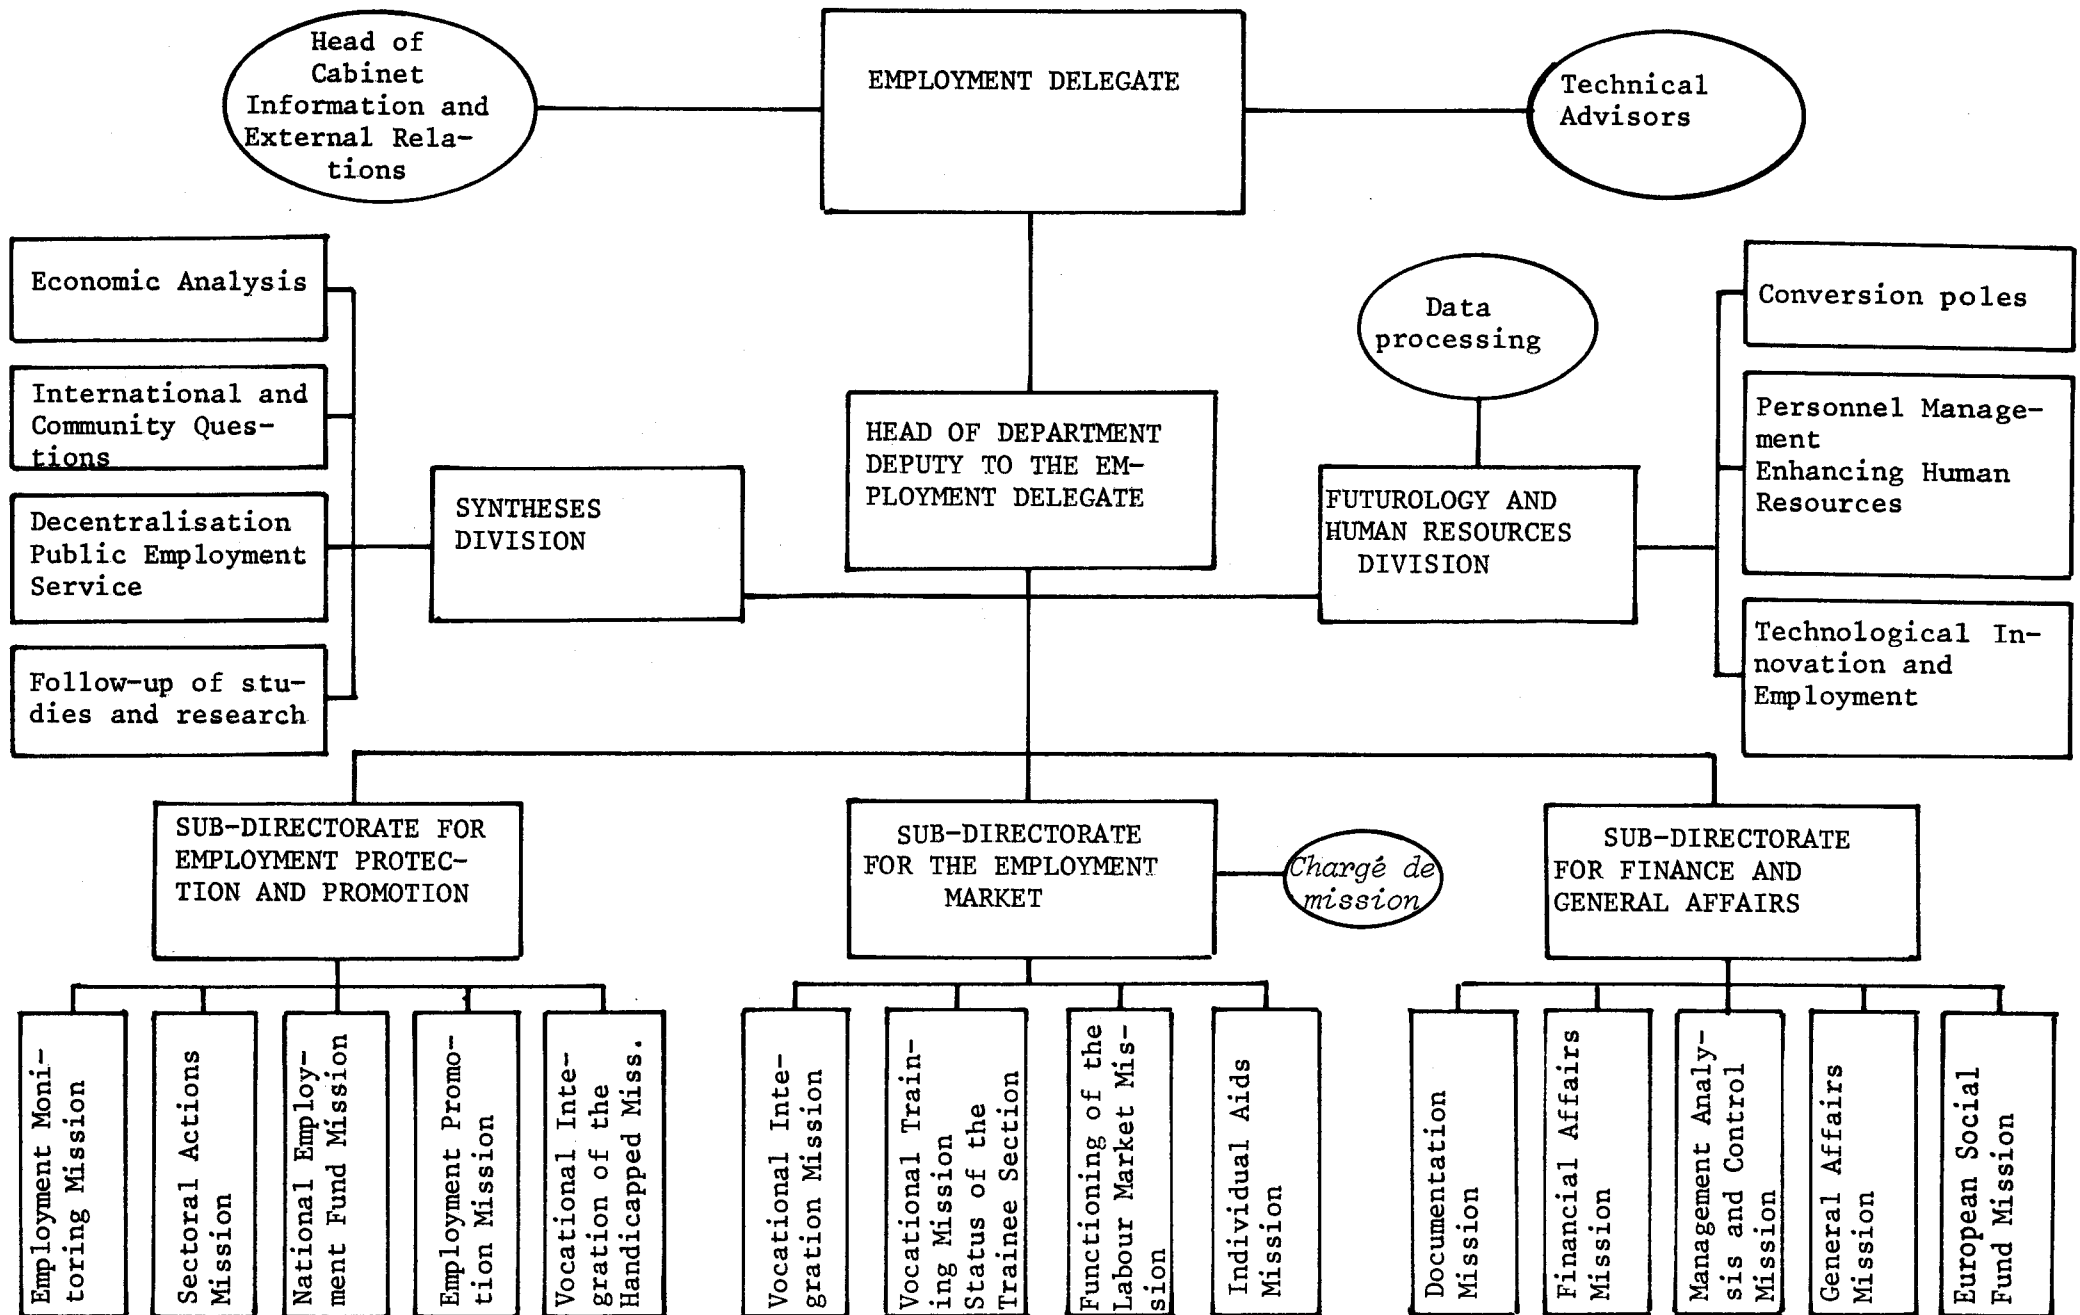 Head of
Cabinet
Information and
External Rela-
tions
EMPLOYMENT DELEGATE
Technical
Advisors
Economic Analysis
International and
Community Ques-
tions
Decentralisation
Public Employment
Service
Follow-up of stu-
dies and research
SYNTHESES
DIVISION
HEAD OF DEPARTMENT
DEPUTY TO THE EM-
PLOYMENT DELEGATE
Data
processing
FUTUROLOGY AND
HUMAN RESOURCES
DIVISION
Conversion poles
Personnel Manage-
ment
Enhancing Human
Resources
Technological In-
novation and
Employment
SUB-DIRECTORATE FOR
EMPLOYMENT PROTEC-
TION AND PROMOTION
SUB-DIRECTORATE
FOR THE EMPLOYMENT
MARKET
Chargé de
mission
SUB-DIRECTORATE
FOR FINANCE AND
GENERAL AFFAIRS
Employment Moni-
toring Mission
Sectoral Actions
Mission
National Employ-
ment Fund Mission
Employment Promo-
tion Mission
Vocational Inte-
gration of the
Handicapped Miss.
Vocational Inte-
gration Mission
Vocational Train-
ing Mission
Status of the
Trainee Section
Functioning of the
Labour Market Mis-
sion
Individual Aids
Mission
Documentation
Mission
Financial Affairs
Mission
Management Analy-
sis and Control
Mission
General Affairs
Mission
European Social
Fund Mission